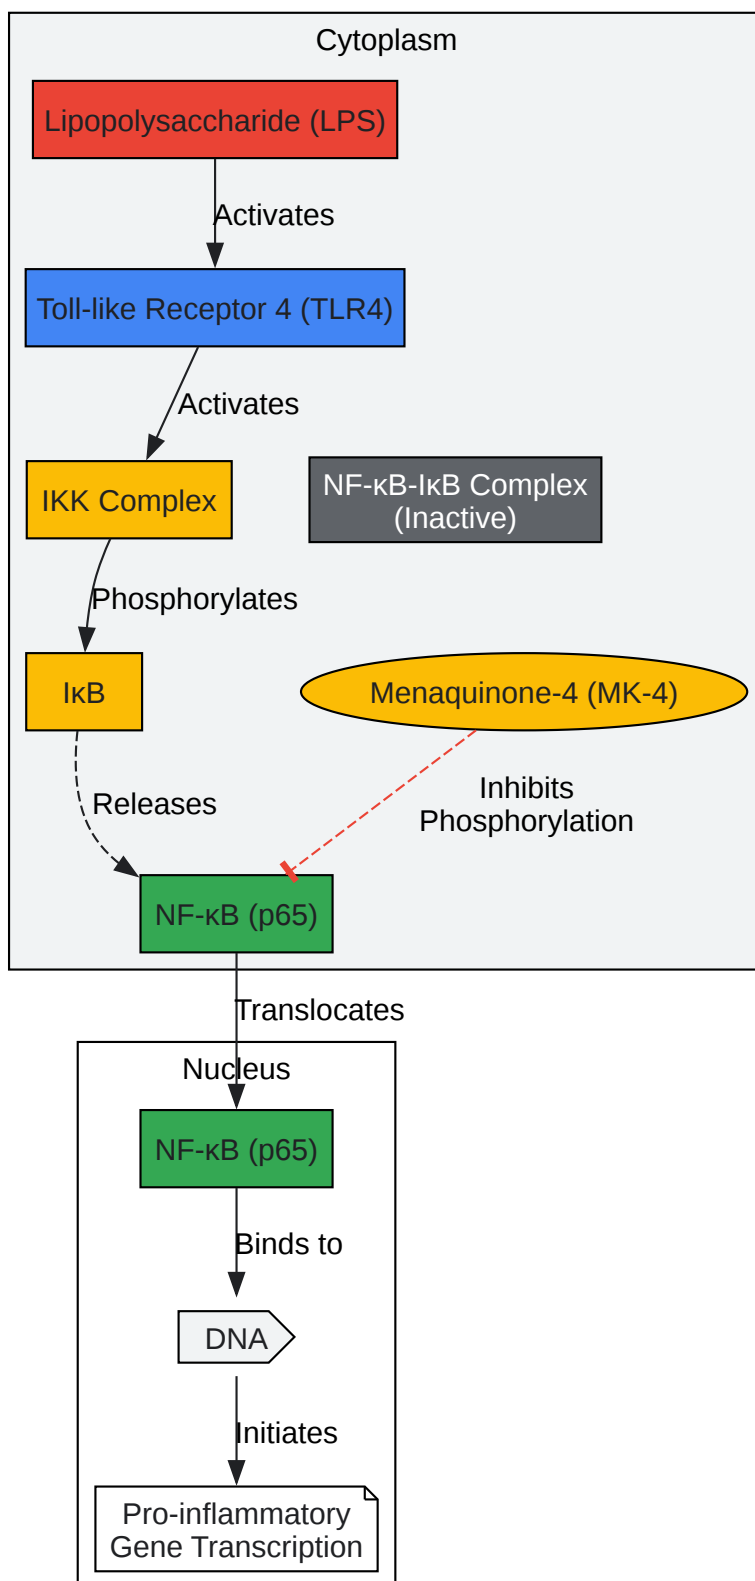 Cytoplasm
Lipopolysaccharide (LPS)
Activates
Toll-like Receptor 4 (TLR4)
Activates
IKK Complex
NF-κB-IκB Complex
(Inactive)
Phosphorylates
IκB
Menaquinone-4 (MK-4)
Releases
Inhibits
Phosphorylation
NF-κB (p65)
Translocates
Nucleus
NF-κB (p65)
Binds to
DNA
Initiates
Pro-inflammatory
Gene Transcription